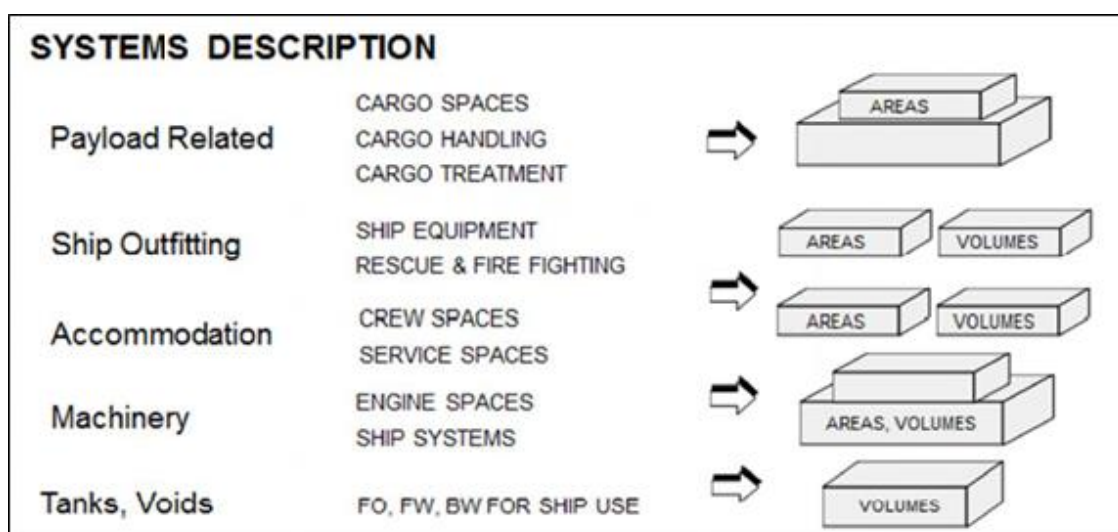 SYSTEMS DESCRIPTION
Payload Related
CARGO SPACES
CARGO HANDLING
CARGO TREATMENT
AREAS
Ship Outfitting
SHIP EQUIPMENT
RESCUE & FIRE FIGHTING
AREAS
VOLUMES
Accommodation
CREW SPACES
SERVICE SPACES
AREAS
VOLUMES
Machinery
ENGINE SPACES
SHIP SYSTEMS
AREAS, VOLUMES
Tanks, Voids
FO, FW, BW FOR SHIP USE
VOLUMES